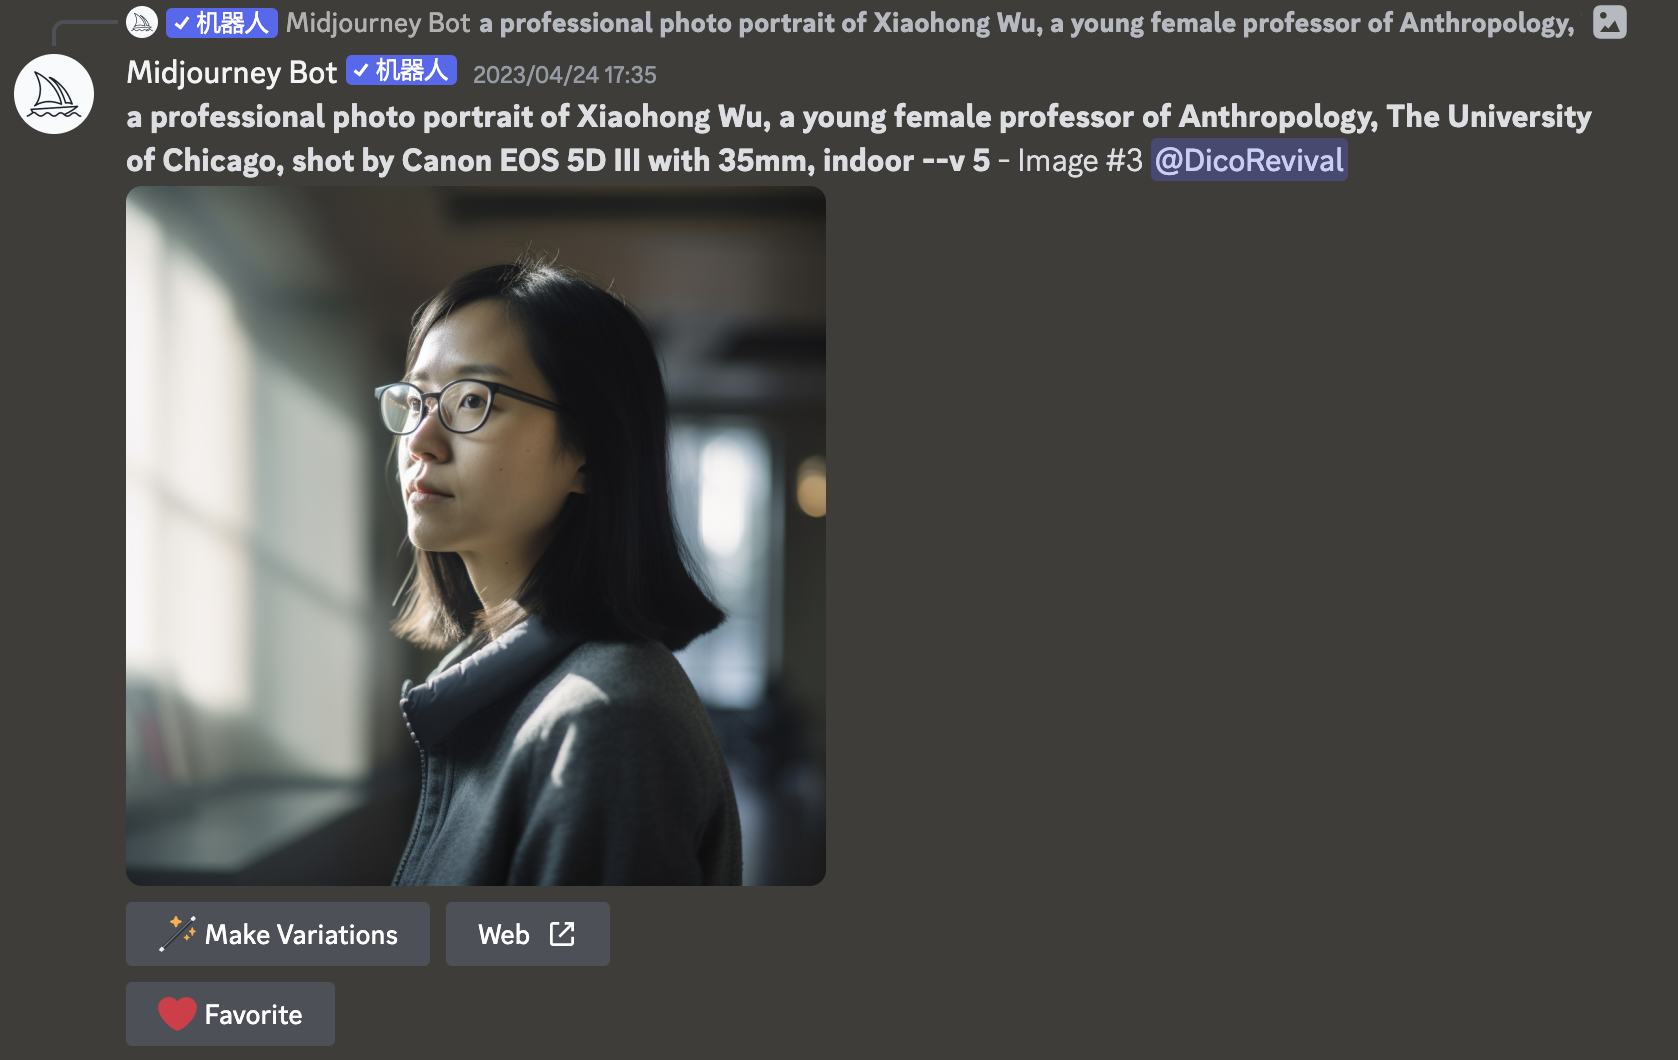 机器人 Midjourney Bot a professional photo portrait of Xiaohong Wu, a young female professor of Anthropology,
Midjourney Bot 机器人 2023/04/24 17:35
a professional photo portrait of Xiaohong Wu, a young female professor of Anthropology, The University
of Chicago, shot by Canon EOS 5D III with 35mm, indoor --v 5 - Image #3 @DicoRevival
Make Variations Web
Favorite